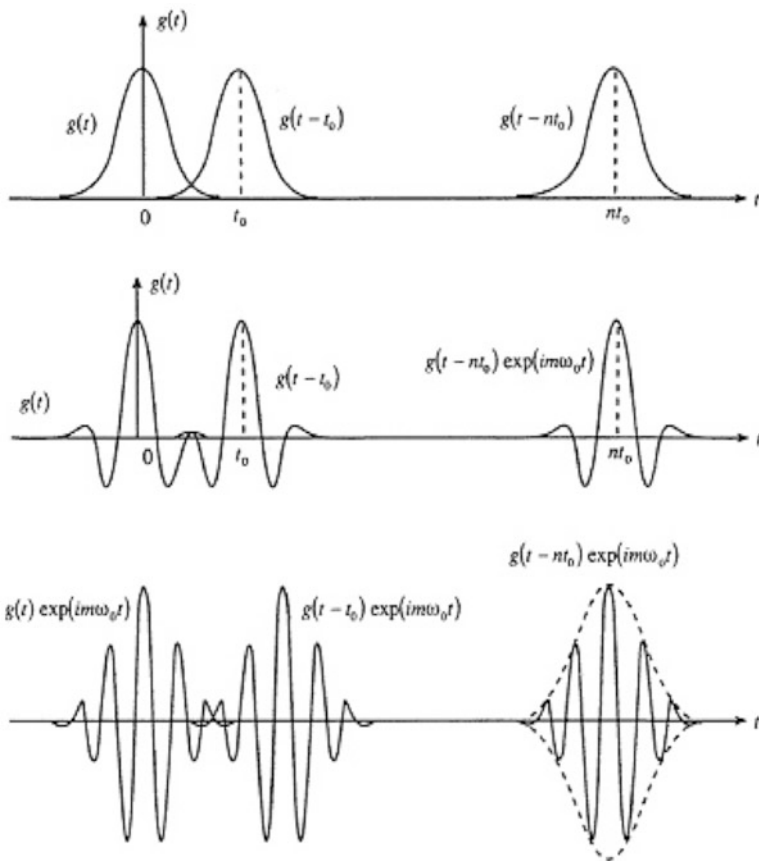 g(t)
g(t) g(t − t₀) g(t − nt₀)
0 t₀ nt₀ t
g(t)
g(t − t₀) g(t − nt₀) exp(imω₀t)
g(t)
0 t₀ nt₀ t
g(t − nt₀) exp(imω₀t)
g(t) exp(imω₀t) g(t − t₀) exp(imω₀t)
t